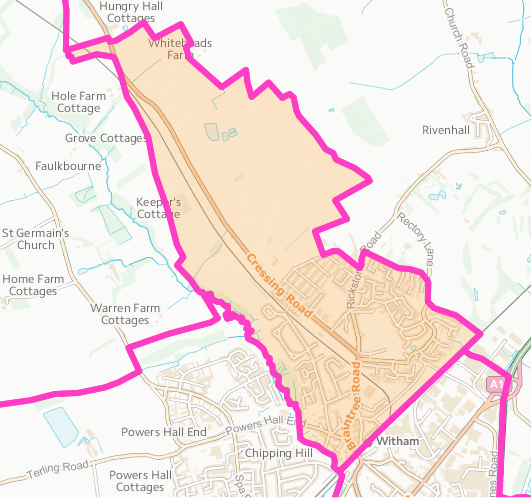 Hungry Hall
Cottages
Church Road
Whiteheads
Farm
Hole Farm
Cottage
Rivenhall
Grove Cottages
Faulkbourne
Keeper's
Cottage
Rectory Lane
St Germain's
Church
Road
Cressing Road
Home Farm
Cottages
Warren Farm
Cottages
Braintree Road
A1
Powers Hall End
Powers Hall End
Witham
Chipping Hill
Terling Road
Powers Hall
Cottages
Spa
Road